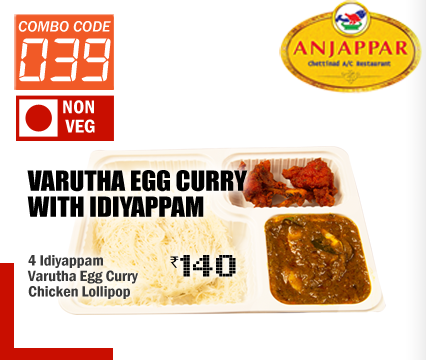 COMBO CODE
039
NON
VEG
ANJAPPAR
Chettinad A/C Restaurant
VARUTHA EGG CURRY
WITH IDIYAPPAM
4 Idiyappam
Varutha Egg Curry
Chicken Lollipop
₹140